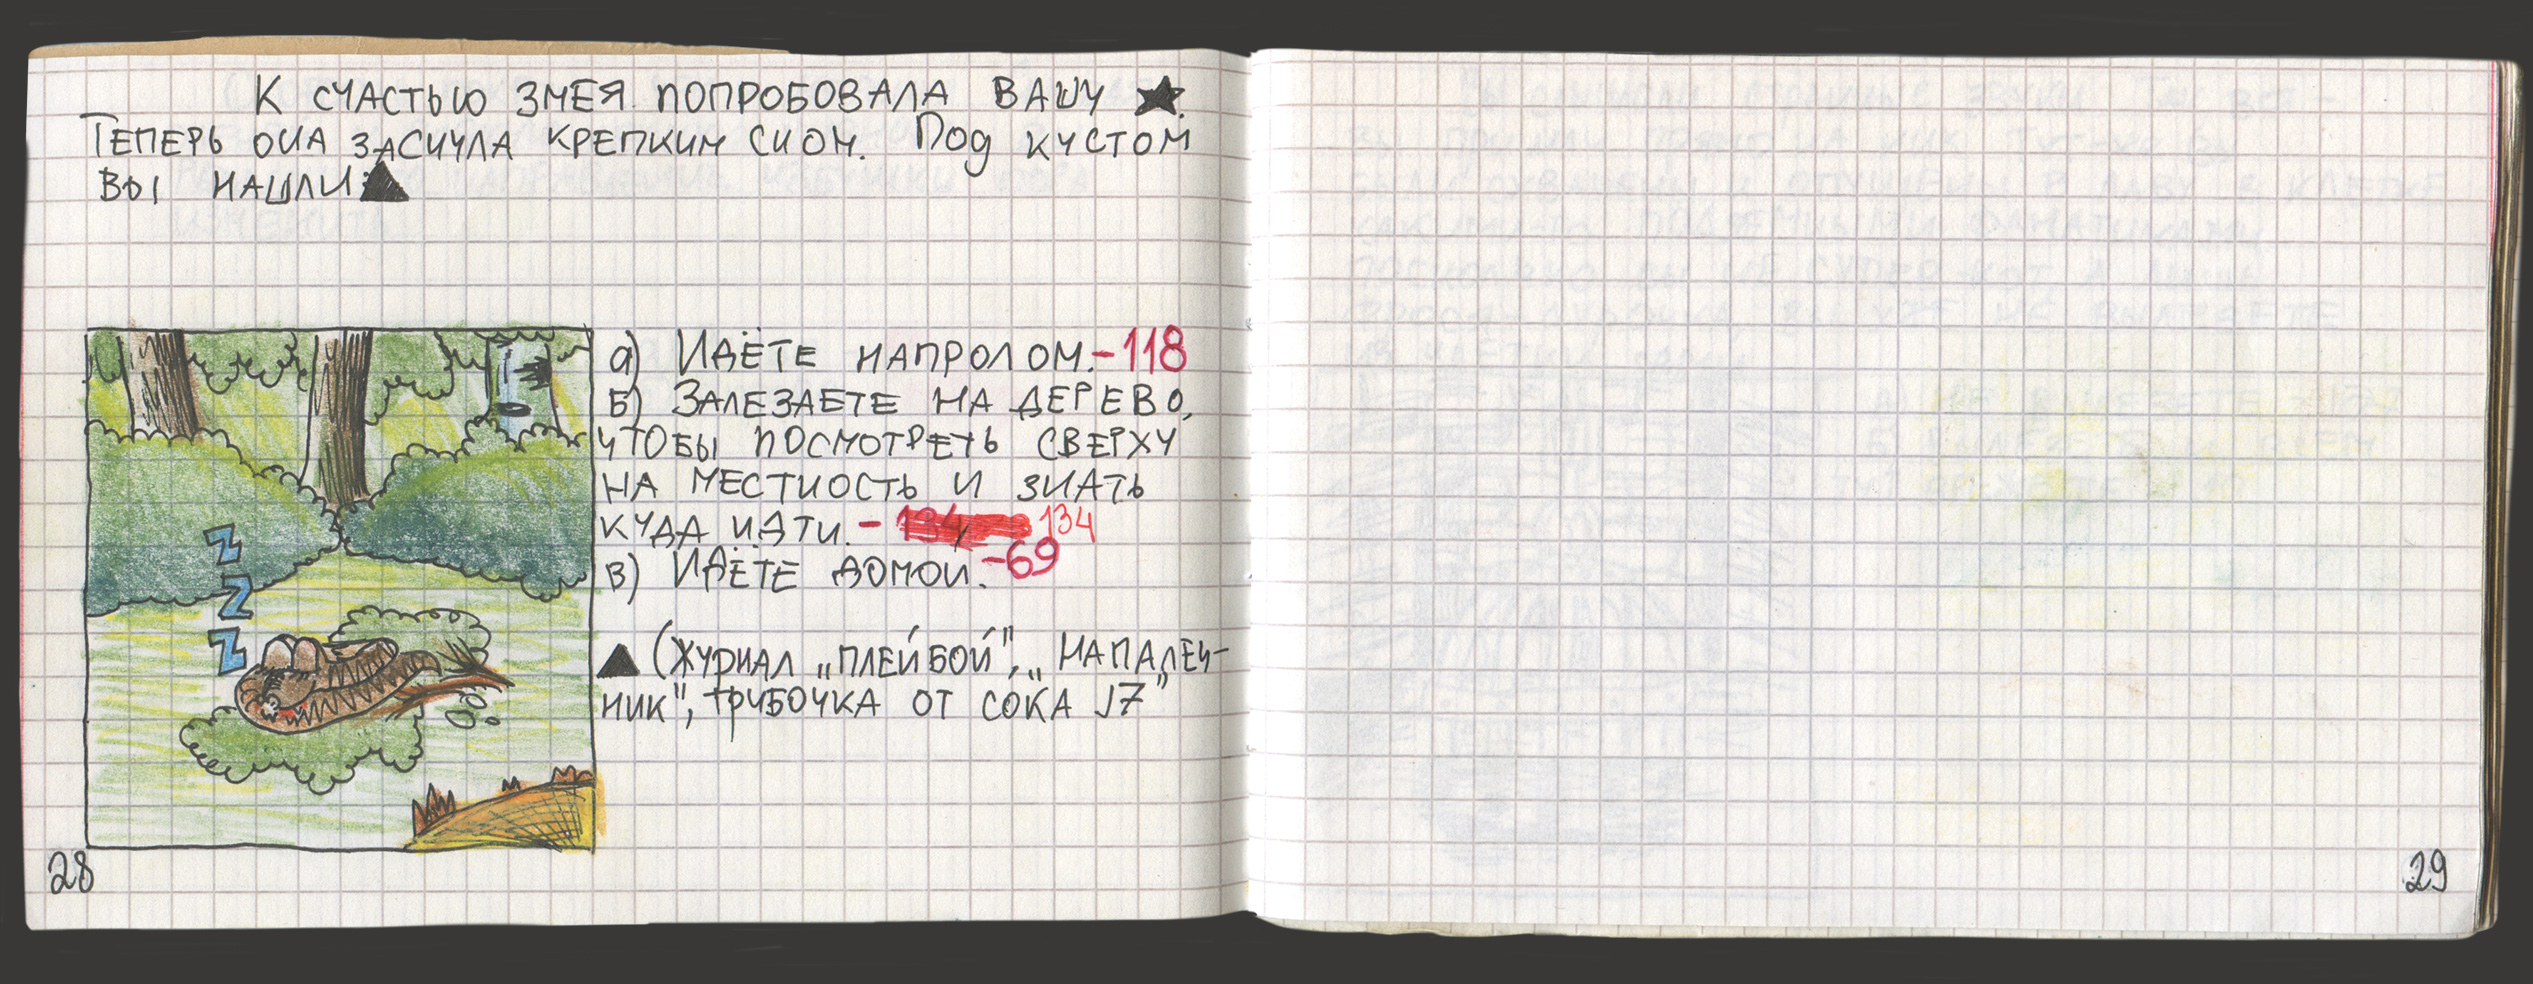 К СЧАСТЬЮ ЗМЕЯ ПОПРОБОВАЛА ВАШУ ★.
ТЕПЕРЬ ОНА ЗАСНУЛА КРЕПКИМ СНОМ. ПОД КУСТОМ
ВЫ НАШЛИ ▲
а) ИДЁТЕ НАПРОЛОМ. - 118
Б) ЗАЛЕЗАЕТЕ НА ДЕРЕВО,
ЧТОБЫ ПОСМОТРЕТЬ СВЕРХУ
НА МЕСТНОСТЬ И ЗНАТЬ
КУДА ИДТИ. - 134
В) ИДЁТЕ ДОМОЙ. - 69
▲ (ЖУРНАЛ „ПЛЕЙБОЙ", „НАПАЛЕЧ-
НИК", ТРУБОЧКА ОТ СОКА J7"
Z
Z
Z
28
29